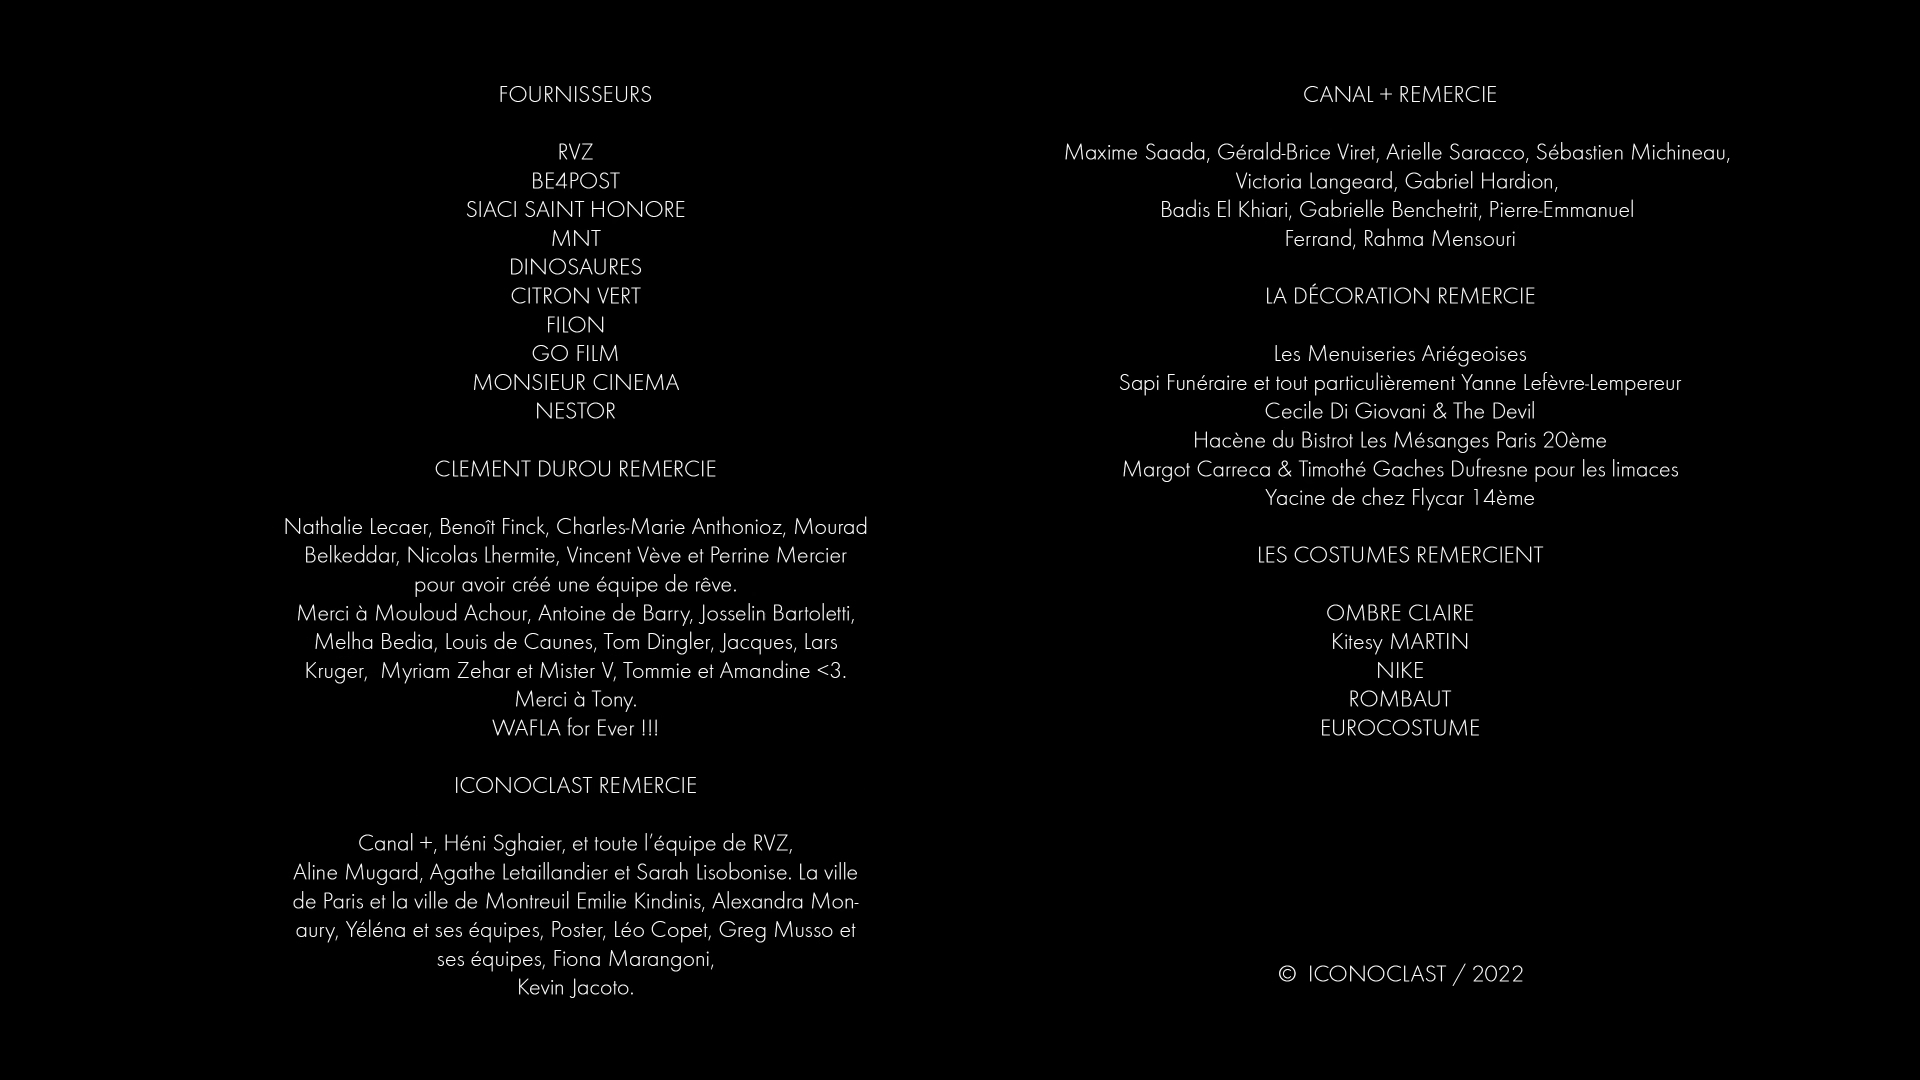 FOURNISSEURS
RVZ
BE4POST
SIACI SAINT HONORE
MNT
DINOSAURES
CITRON VERT
FILON
GO FILM
MONSIEUR CINEMA
NESTOR
CLEMENT DUROU REMERCIE
Nathalie Lecaer, Benoît Finck, Charles-Marie Anthonioz, Mourad
Belkeddar, Nicolas Lhermite, Vincent Vève et Perrine Mercier
pour avoir créé une équipe de rêve.
Merci à Mouloud Achour, Antoine de Barry, Josselin Bartoletti,
Melha Bedia, Louis de Caunes, Tom Dingler, Jacques, Lars
Kruger,  Myriam Zehar et Mister V, Tommie et Amandine <3.
Merci à Tony.
WAFLA for Ever !!!
ICONOCLAST REMERCIE
Canal +, Héni Sghaier, et toute l’équipe de RVZ,
Aline Mugard, Agathe Letaillandier et Sarah Lisobonise. La ville
de Paris et la ville de Montreuil Emilie Kindinis, Alexandra Mon-
aury, Yéléna et ses équipes, Poster, Léo Copet, Greg Musso et
ses équipes, Fiona Marangoni,
Kevin Jacoto.
CANAL + REMERCIE
Maxime Saada, Gérald-Brice Viret, Arielle Saracco, Sébastien Michineau,
Victoria Langeard, Gabriel Hardion,
Badis El Khiari, Gabrielle Benchetrit, Pierre-Emmanuel
Ferrand, Rahma Mensouri
LA DÉCORATION REMERCIE
Les Menuiseries Ariégeoises
Sapi Funéraire et tout particulièrement Yanne Lefèvre-Lempereur
Cecile Di Giovani & The Devil
Hacène du Bistrot Les Mésanges Paris 20ème
Margot Carreca & Timothé Gaches Dufresne pour les limaces
Yacine de chez Flycar 14ème
LES COSTUMES REMERCIENT
OMBRE CLAIRE
Kitesy MARTIN
NIKE
ROMBAUT
EUROCOSTUME
©  ICONOCLAST / 2022